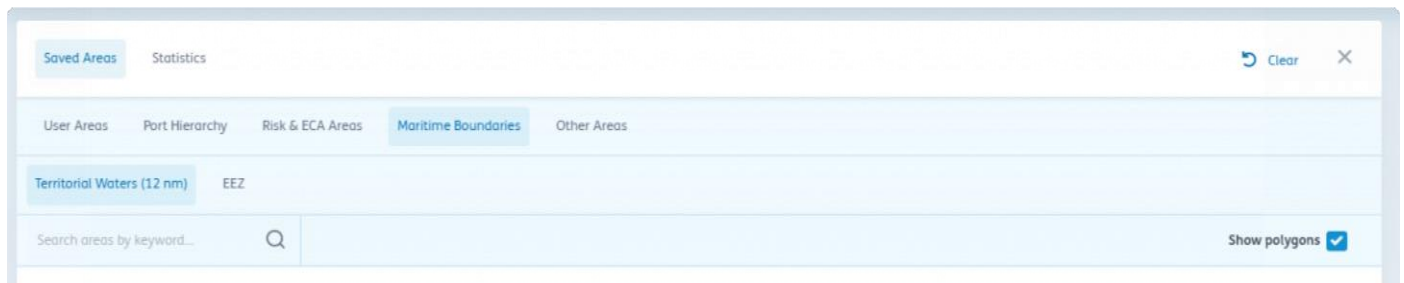 Saved Areas Statistics Clear
User Areas Port Hierarchy Risk & ECA Areas Maritime Boundaries Other Areas
Territorial Waters (12 nm) EEZ
Search areas by keyword... Show polygons